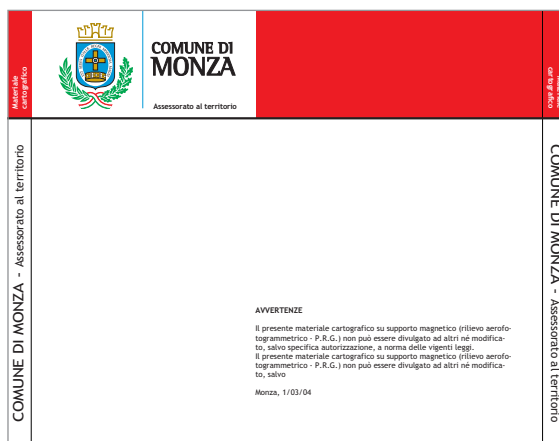 Materiale
cartografico
COMUNE DI
MONZA
Assessorato al territorio
cartografico
COMUNE DI MONZA - Assessorato al territorio
COMUNE DI MONZA - Assessorato al territorio
AVVERTENZE
Il presente materiale cartografico su supporto magnetico (rilievo aerofo-
togrammetrico - P.R.G.) non può essere divulgato ad altri né modifica-
to, salvo specifica autorizzazione, a norma delle vigenti leggi.
Il presente materiale cartografico su supporto magnetico (rilievo aerofo-
togrammetrico - P.R.G.) non può essere divulgato ad altri né modifica-
to, salvo
Monza, 1/03/04